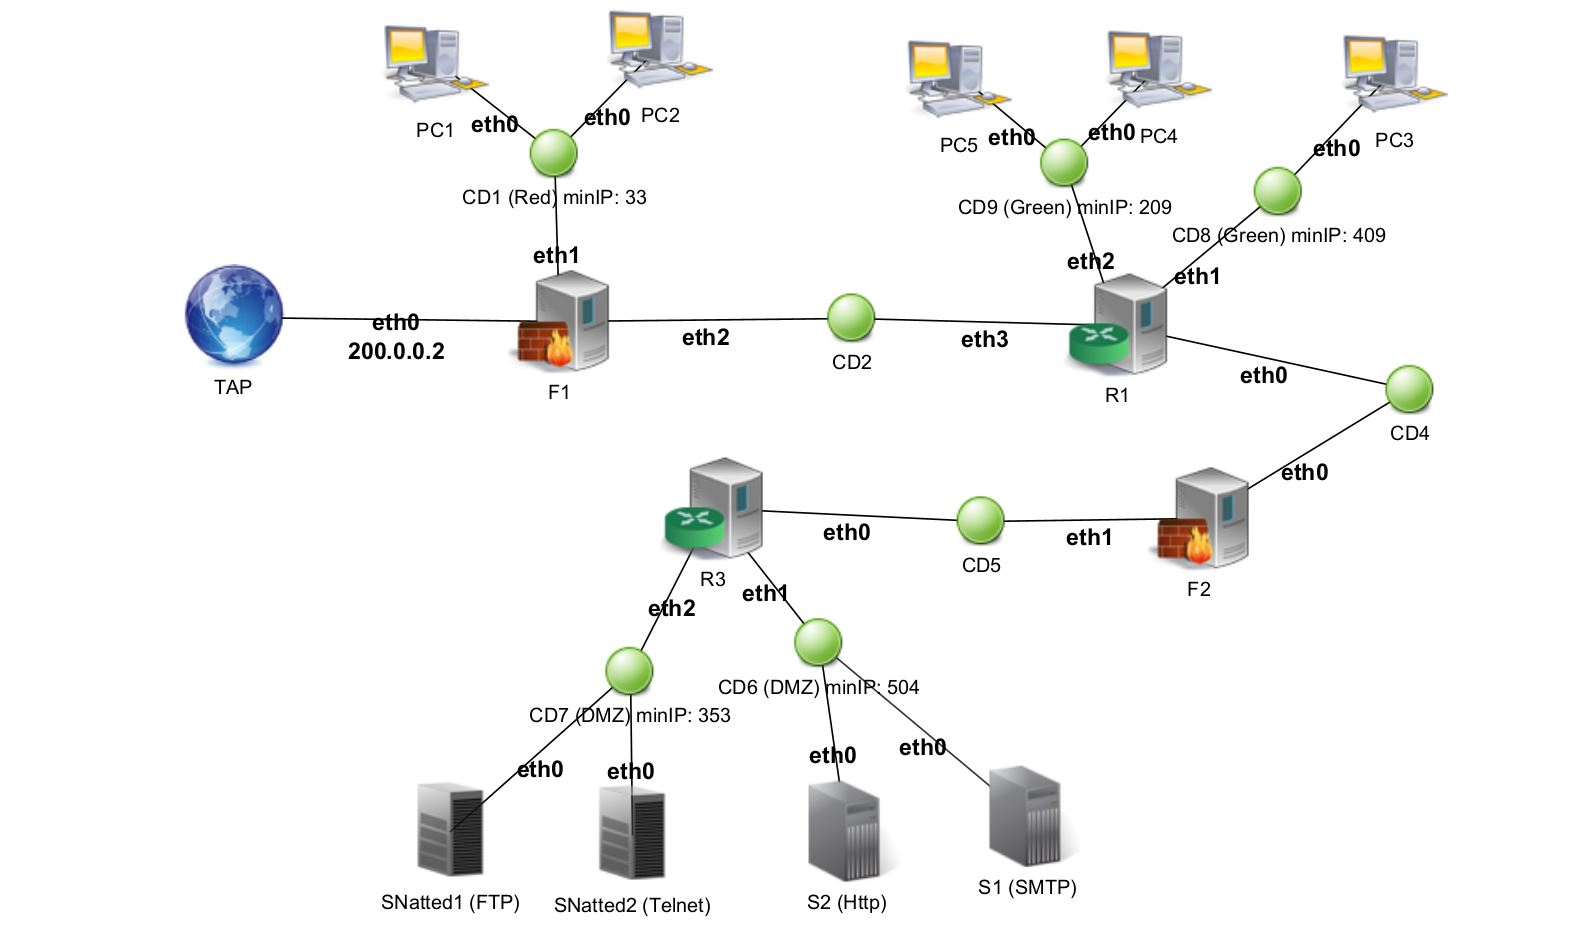 PC1
eth0
eth0
PC2
CD1 (Red) minIP: 33
eth1
PC5
eth0
eth0
PC4
CD9 (Green) minIP: 209
eth2
eth0
PC3
CD8 (Green) minIP: 409
eth1
TAP
eth0
200.0.0.2
F1
eth2
CD2
eth3
R1
eth0
CD4
eth0
F2
eth1
CD5
eth0
R3
eth2
eth1
CD7 (DMZ) minIP: 353
CD6 (DMZ) minIP: 504
eth0
eth0
eth0
eth0
SNatted1 (FTP)
SNatted2 (Telnet)
S2 (Http)
S1 (SMTP)